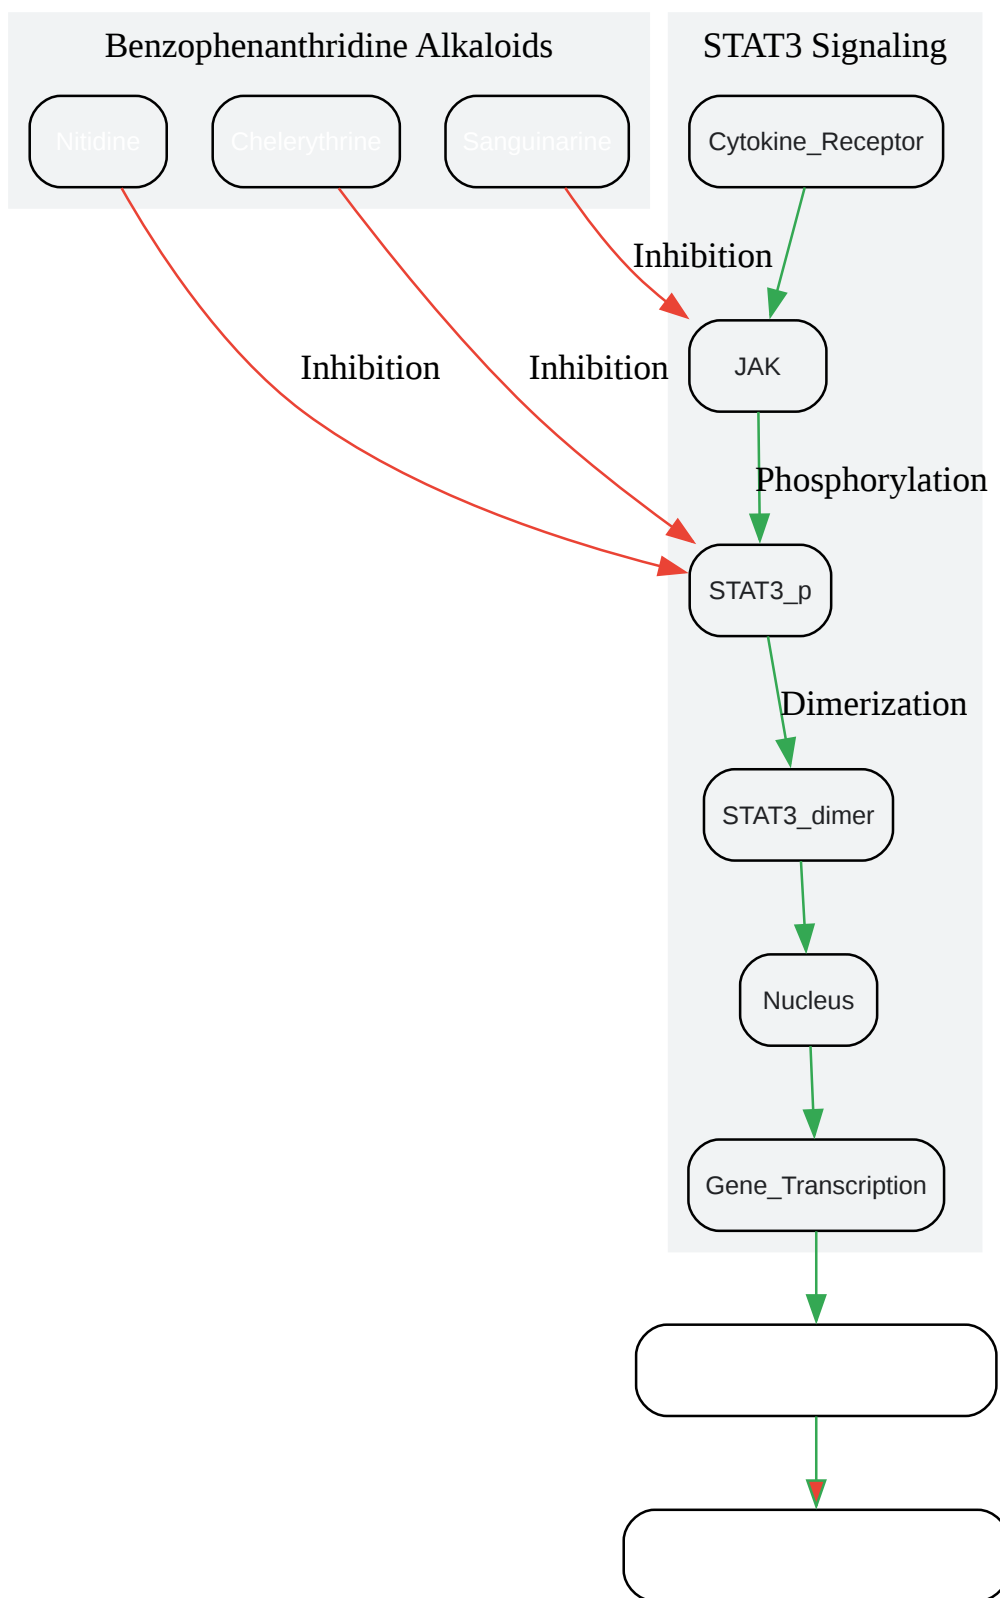 Benzophenanthridine Alkaloids
STAT3 Signaling
Nitidine
Chelerythrine
Sanguinarine
Cytokine_Receptor
Inhibition
JAK
Inhibition
Inhibition
Phosphorylation
STAT3_p
Dimerization
STAT3_dimer
Nucleus
Gene_Transcription